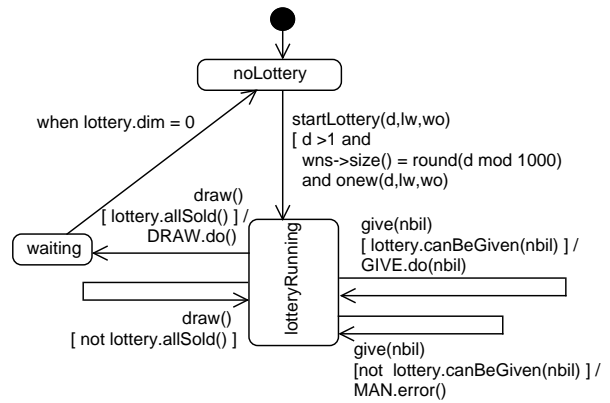 noLottery
when lottery.dim = 0
startLottery(d,lw,wo)
[ d >1 and
wns->size() = round(d mod 1000)
and onew(d,lw,wo)
draw()
[ lottery.allSold() ] /
DRAW.do()
waiting
lotteryRunning
give(nbil)
[ lottery.canBeGiven(nbil) ] /
GIVE.do(nbil)
draw()
[ not lottery.allSold() ]
give(nbil)
[not lottery.canBeGiven(nbil) ] /
MAN.error()